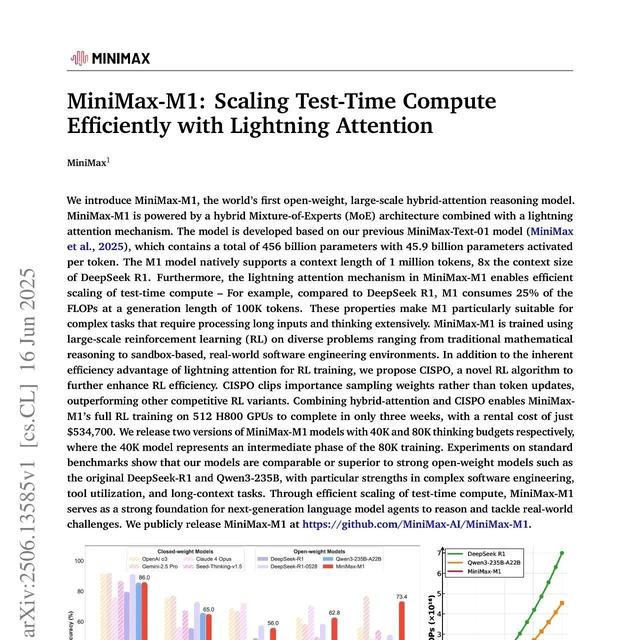 MINIMAX
MiniMax-M1: Scaling Test-Time Compute
Efficiently with Lightning Attention
MiniMax¹
We introduce MiniMax-M1, the world's first open-weight, large-scale hybrid-attention reasoning model.
MiniMax-M1 is powered by a hybrid Mixture-of-Experts (MoE) architecture combined with a lightning
attention mechanism. The model is developed based on our previous MiniMax-Text-01 model (MiniMax
et al., 2025), which contains a total of 456 billion parameters with 45.9 billion parameters activated
per token. The M1 model natively supports a context length of 1 million tokens, 8x the context size
of DeepSeek R1. Furthermore, the lightning attention mechanism in MiniMax-M1 enables efficient
scaling of test-time compute – For example, compared to DeepSeek R1, M1 consumes 25% of the
FLOPs at a generation length of 100K tokens. These properties make M1 particularly suitable for
complex tasks that require processing long inputs and thinking extensively. MiniMax-M1 is trained using
large-scale reinforcement learning (RL) on diverse problems ranging from traditional mathematical
reasoning to sandbox-based, real-world software engineering environments. In addition to the inherent
efficiency advantage of lightning attention for RL training, we propose CISPO, a novel RL algorithm to
further enhance RL efficiency. CISPO clips importance sampling weights rather than token updates,
outperforming other competitive RL variants. Combining hybrid-attention and CISPO enables MiniMax-
M1's full RL training on 512 H800 GPUs to complete in only three weeks, with a rental cost of just
$534,700. We release two versions of MiniMax-M1 models with 40K and 80K thinking budgets respectively,
where the 40K model represents an intermediate phase of the 80K training. Experiments on standard
benchmarks show that our models are comparable or superior to strong open-weight models such as
the original DeepSeek-R1 and Qwen3-235B, with particular strengths in complex software engineering,
tool utilization, and long-context tasks. Through efficient scaling of test-time compute, MiniMax-M1
serves as a strong foundation for next-generation language model agents to reason and tackle real-world
challenges. We publicly release MiniMax-M1 at https://github.com/MiniMax-AI/MiniMax-M1.
arXiv:2506.13585v1 [cs.CL] 16 Jun 2025
Closed-weight Models Open-weight Models
OpenAI o3 Claude 4 Opus DeepSeek-R1 Qwen3-235B-A22B
Gemini-2.5 Pro Seed-Thinking-v1.5 DeepSeek-R1-0528 MiniMax-M1
100
80
60
86.0
65.0
56.0
62.8
73.4
DeepSeek R1
Qwen3-235B-A22B
MiniMax-M1
7
6
5
4
3